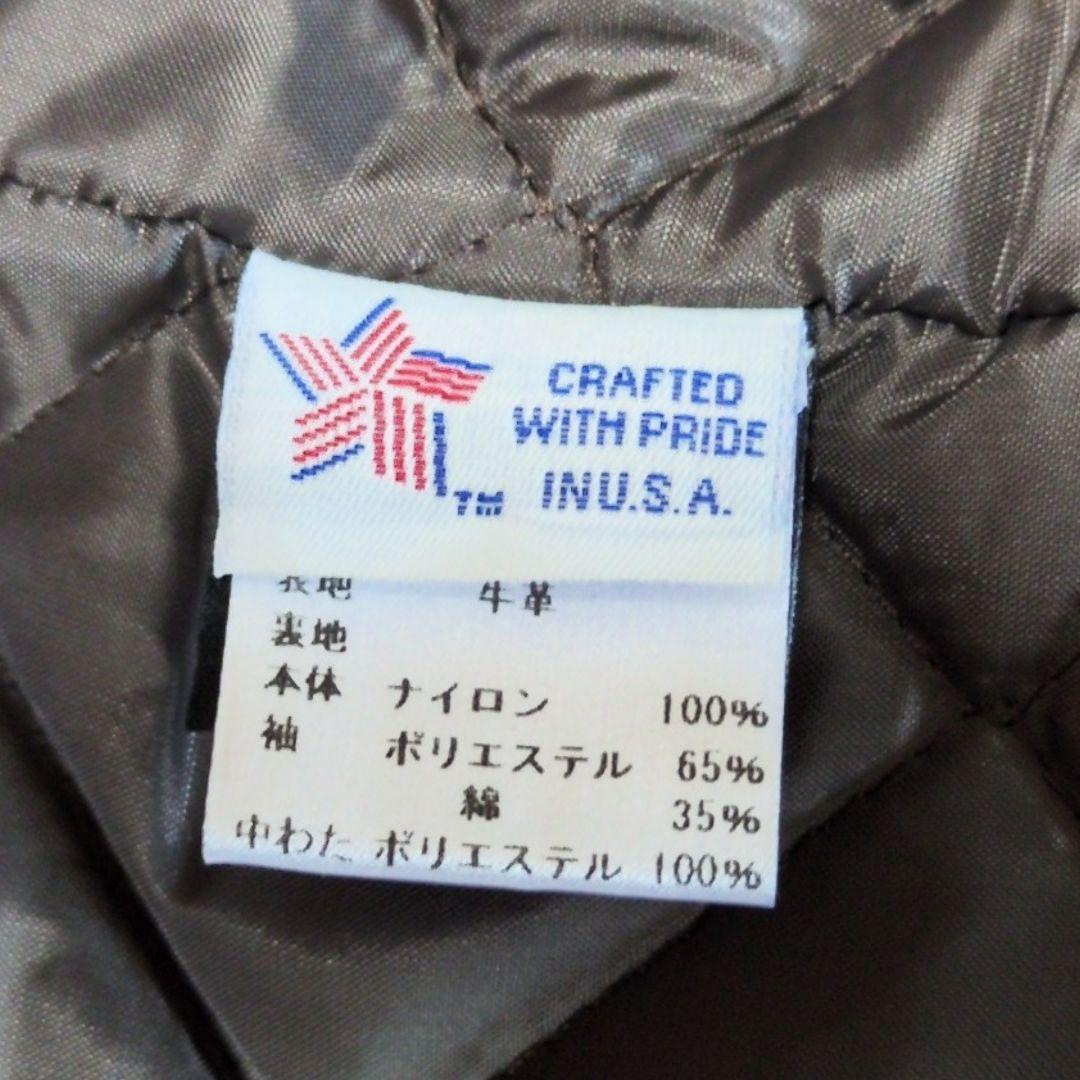 CRAFTED
WITH PRIDE
IN U.S.A.
TM
表地 牛革
裏地
本体 ナイロン 100%
袖 ポリエステル 65%
綿 35%
中わた ポリエステル 100%